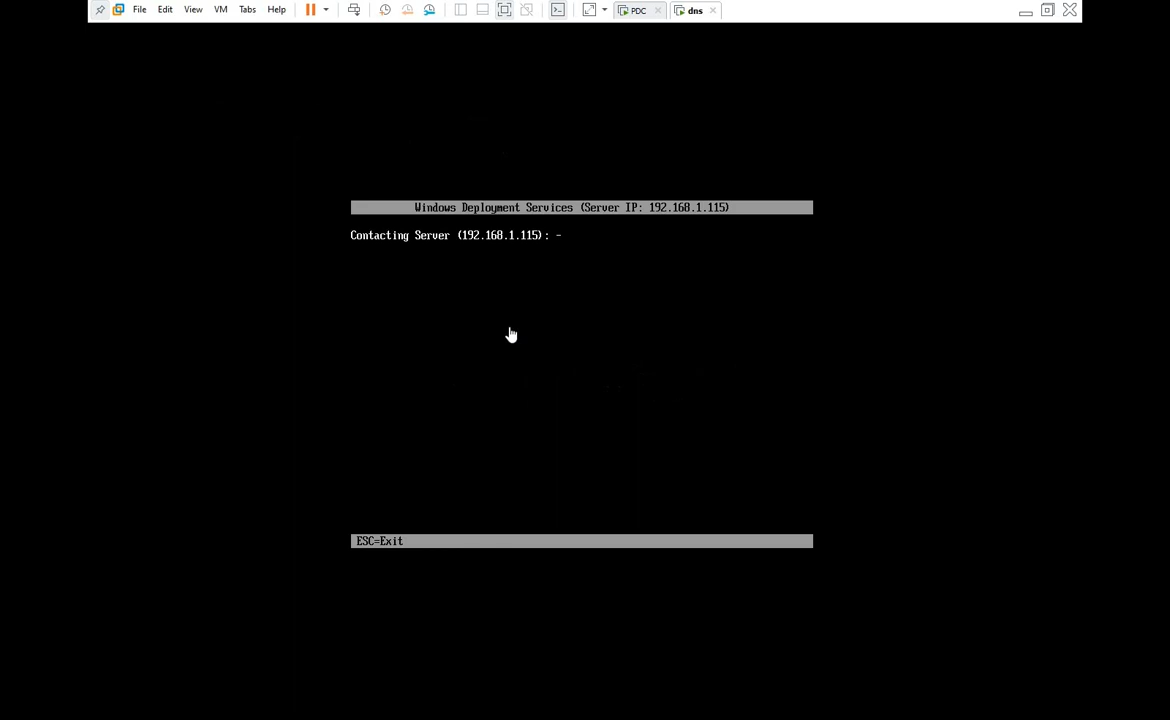 File Edit View VM Tabs Help PDC dns
Windows Deployment Services (Server IP: 192.168.1.115)
Contacting Server (192.168.1.115): -
ESC=Exit